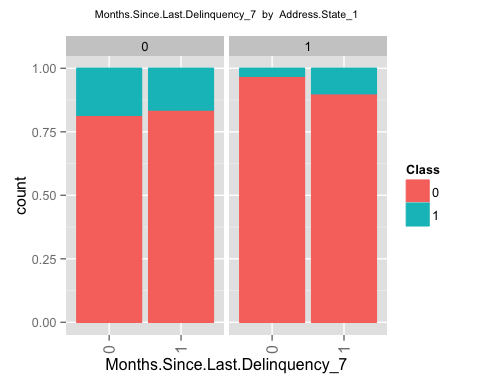 Months.Since.Last.Delinquency_7 by Address.State_1
0 1
1.00
0.75
0.50
0.25
0.00
count
0 1 0 1
Months.Since.Last.Delinquency_7
Class
0
1